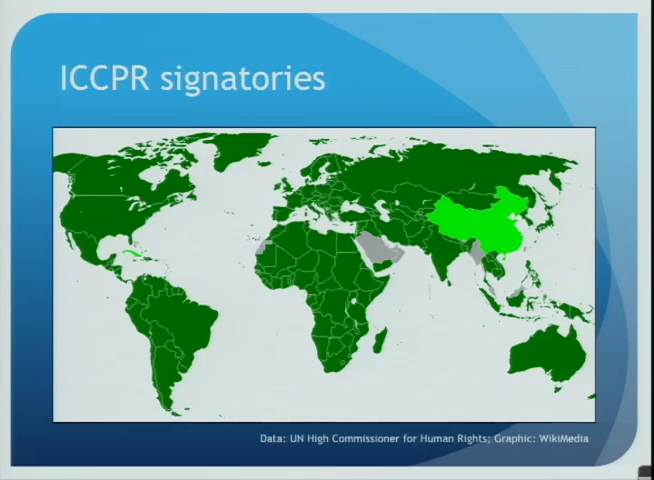 ICCPR signatories
Data: UN High Commissioner for Human Rights; Graphic: WikiMedia